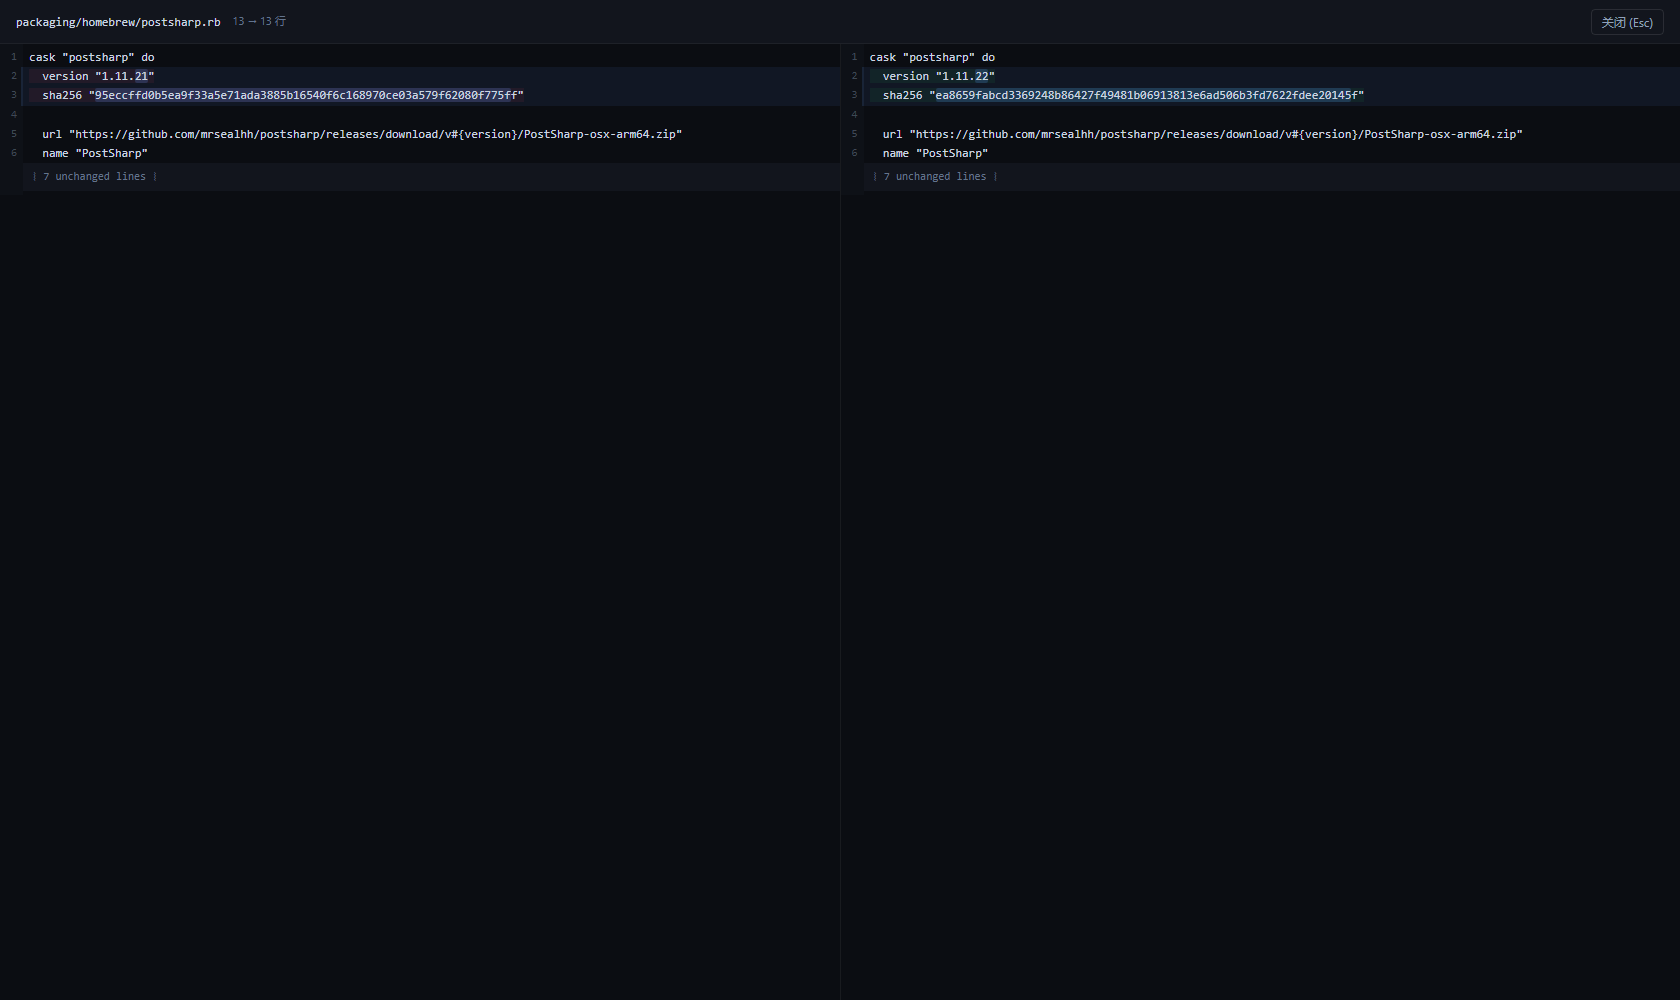 packaging/homebrew/postsharp.rb 13 → 13 行 关闭 (Esc)
1 cask "postsharp" do
2 version "1.11.21"
3 sha256 "95eccffd0b5ea9f33a5e71ada3885b16540f6c168970ce03a579f62080f775ff"
4
5 url "https://github.com/mrsealhh/postsharp/releases/download/v#{version}/PostSharp-osx-arm64.zip"
6 name "PostSharp"
| 7 unchanged lines |
1 cask "postsharp" do
2 version "1.11.22"
3 sha256 "ea8659fabcd3369248b86427f49481b06913813e6ad506b3fd7622fdee20145f"
4
5 url "https://github.com/mrsealhh/postsharp/releases/download/v#{version}/PostSharp-osx-arm64.zip"
6 name "PostSharp"
| 7 unchanged lines |